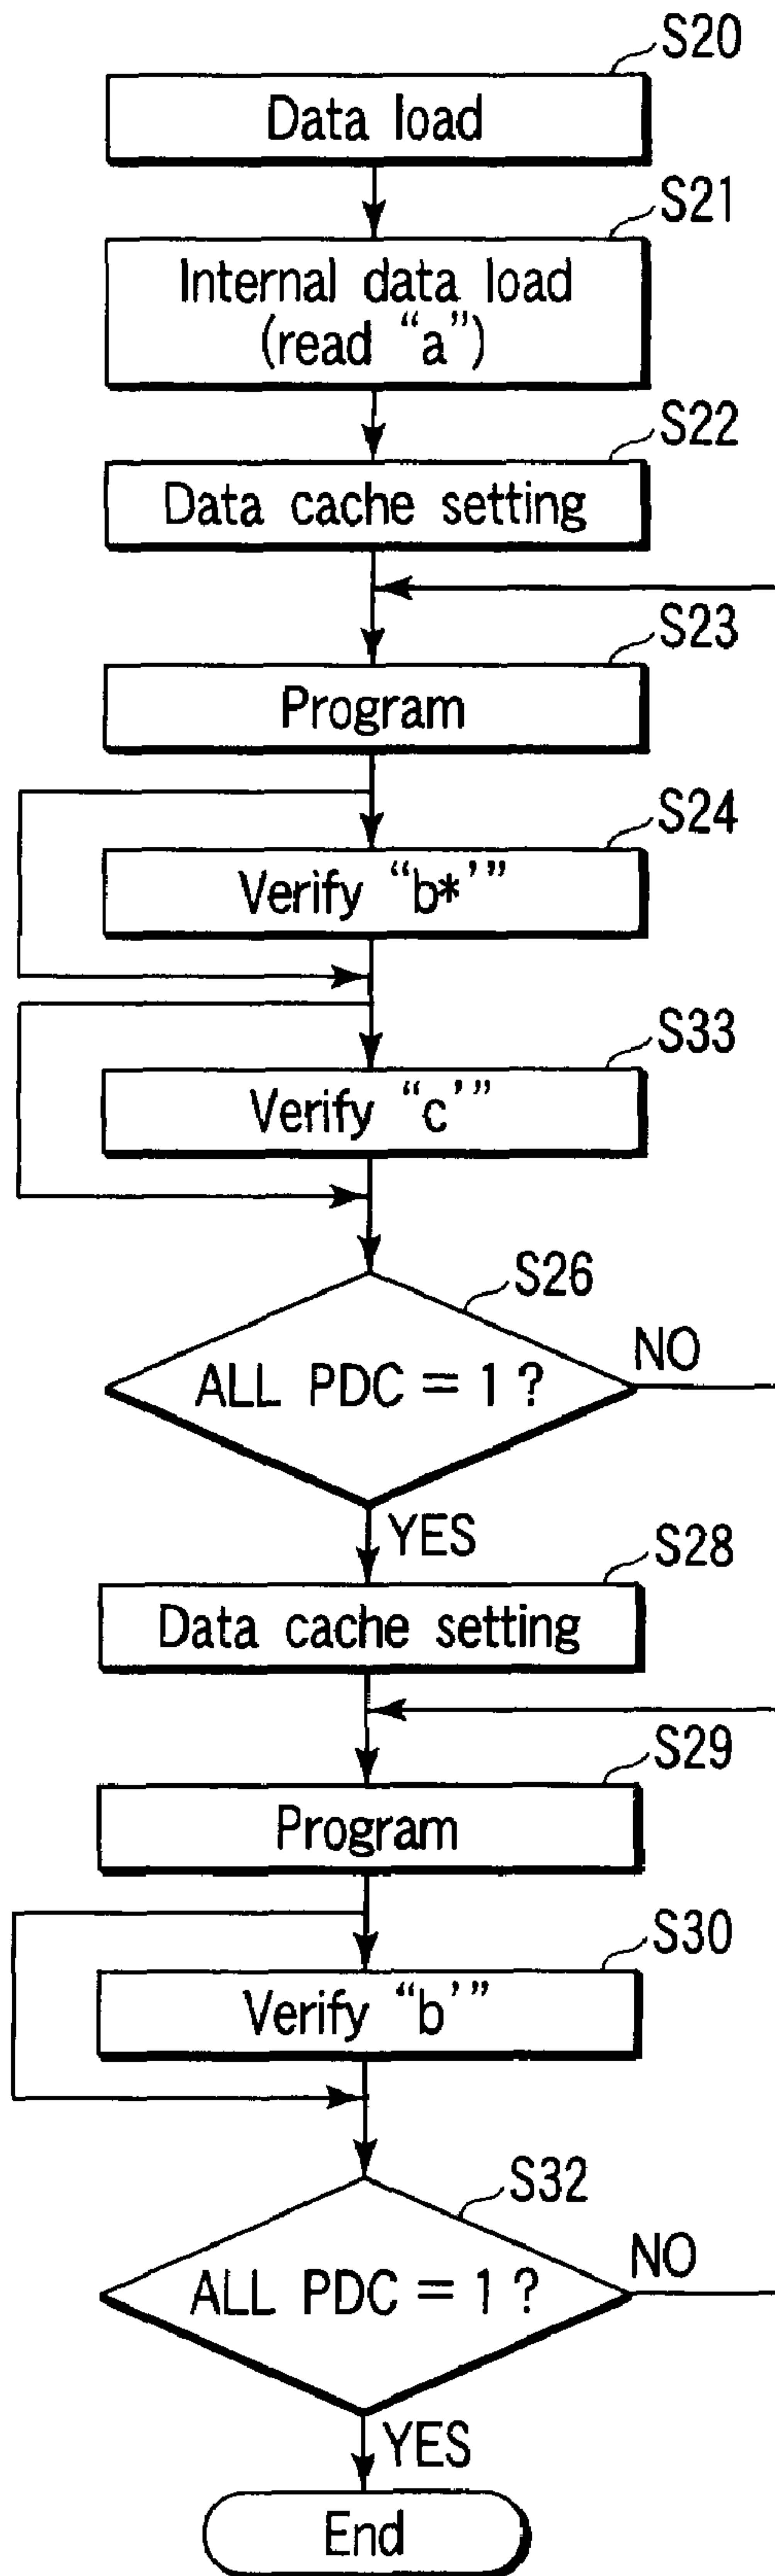 S20
Data load
S21
Internal data load
(read “a”)
S22
Data cache setting
S23
Program
S24
Verify “b*’”
S33
Verify “c’”
S26
ALL PDC = 1 ?
NO
YES
S28
Data cache setting
S29
Program
S30
Verify “b’”
S32
ALL PDC = 1 ?
NO
YES
End